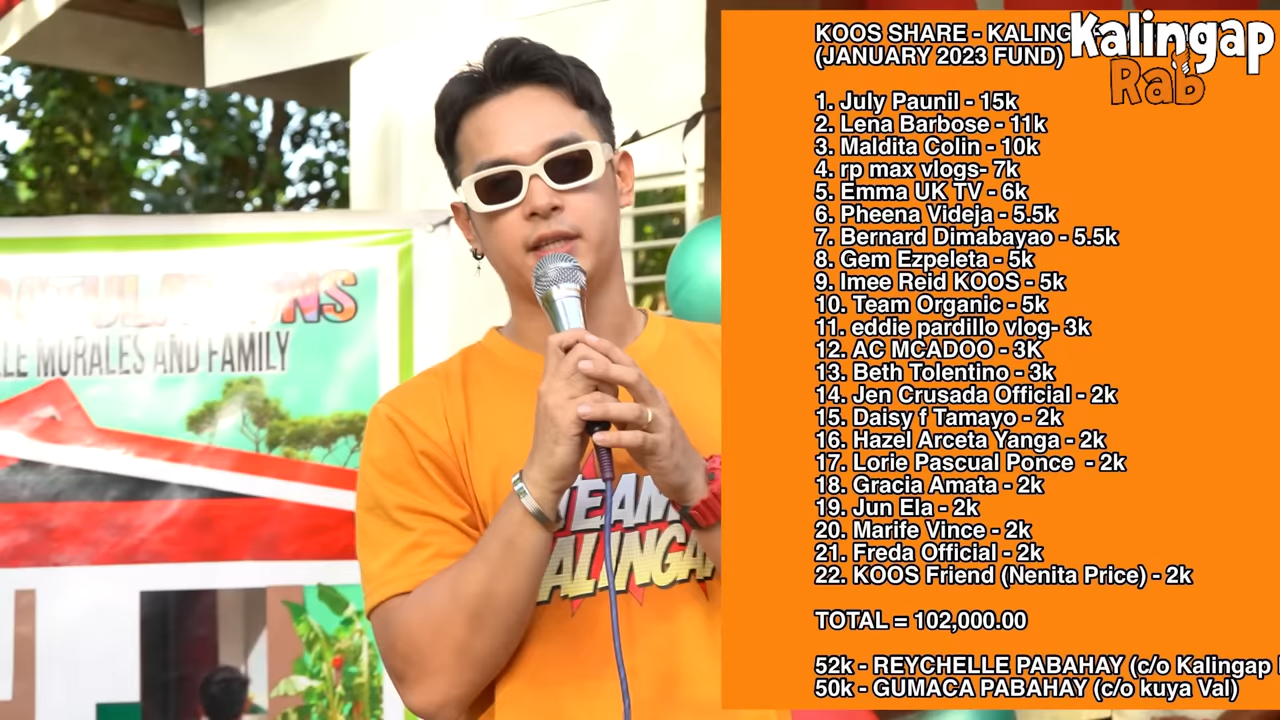 NS
MORALES AND FAMILY
TEAM
KOOS SHARE - KALING
(JANUARY 2023 FUND)
Kalingap
Rab
1. July Paunil - 15k
2. Lena Barbose - 11k
3. Maldita Colin - 10k
4. rp max vlogs- 7k
5. Emma UK TV - 6k
6. Pheena Videja - 5.5k
7. Bernard Dimabayao - 5.5k
8. Gem Ezpeleta - 5k
9. Imee Reid KOOS - 5k
10. Team Organic - 5k
11. eddie pardillo vlog- 3k
12. AC MCADOO - 3K
13. Beth Tolentino - 3k
14. Jen Crusada Official - 2k
15. Daisy f Tamayo - 2k
16. Hazel Arceta Yanga - 2k
17. Lorie Pascual Ponce  - 2k
18. Gracia Amata - 2k
19. Jun Ela - 2k
20. Marife Vince - 2k
21. Freda Official - 2k
22. KOOS Friend (Nenita Price) - 2k
TOTAL = 102,000.00
52k - REYCHELLE PABAHAY (c/o Kalingap
50k - GUMACA PABAHAY (c/o kuya Val)